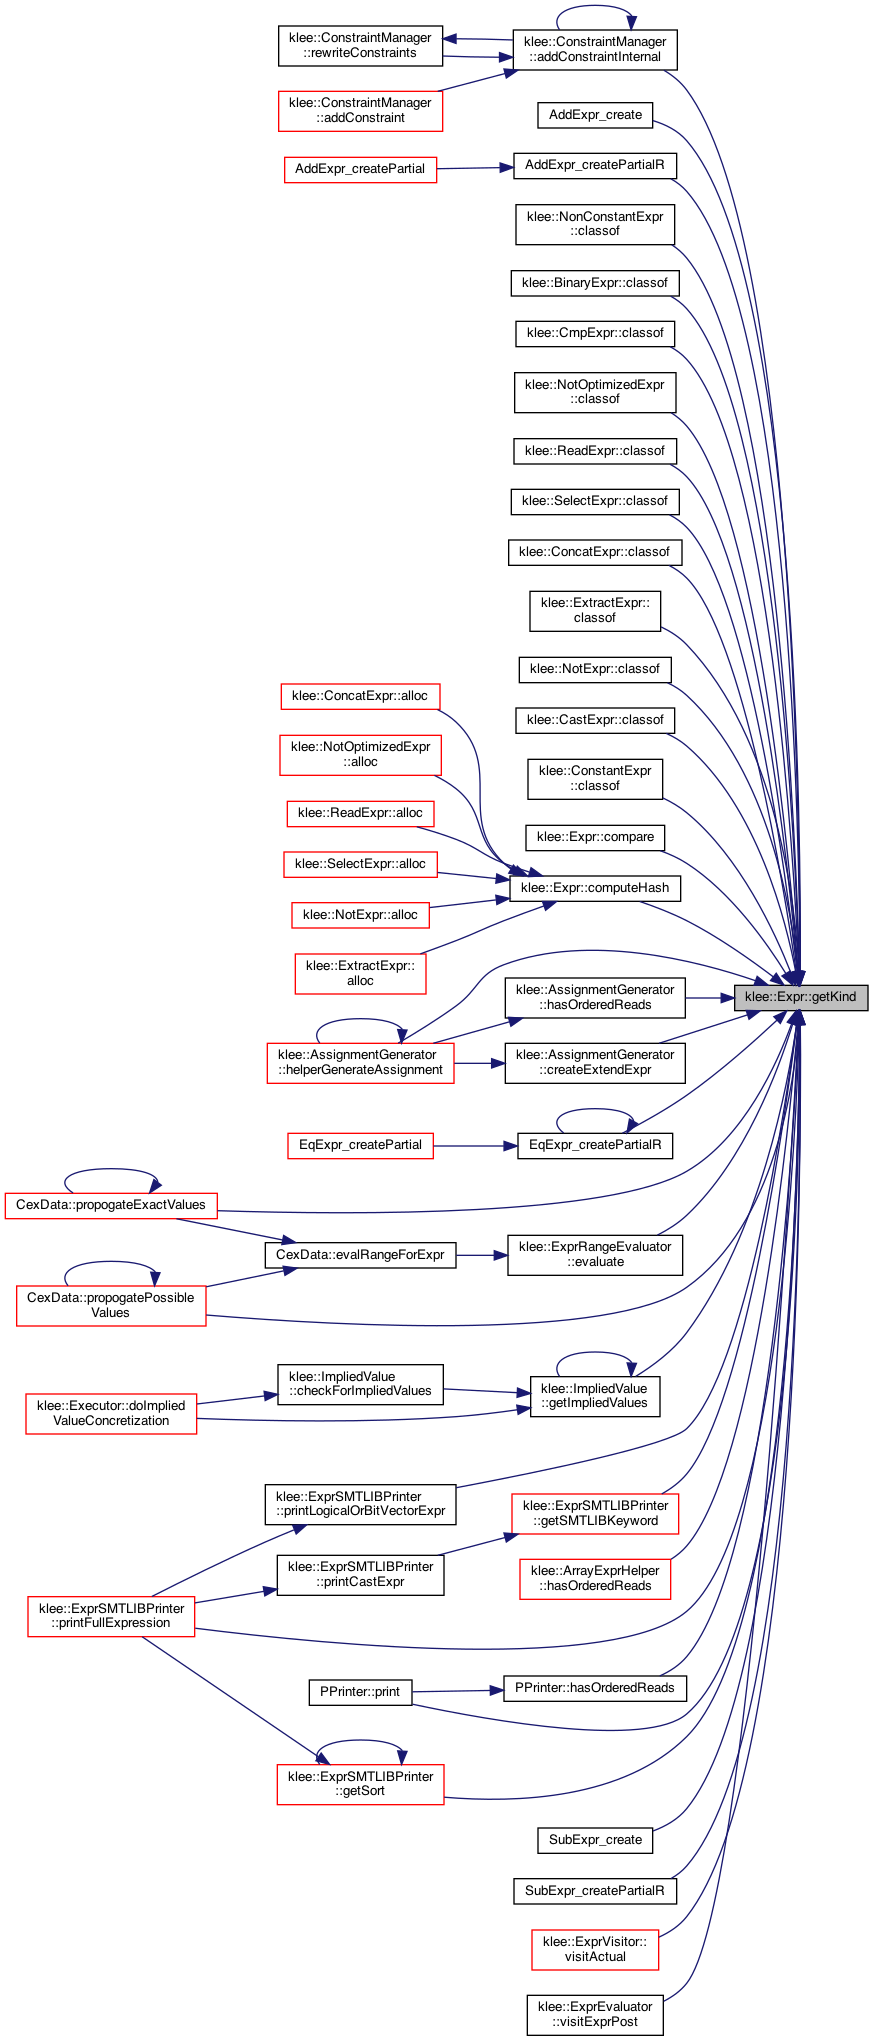 klee::ConstraintManager
::rewriteConstraints
klee::ConstraintManager
::addConstraintInternal
klee::ConstraintManager
::addConstraint
AddExpr_create
AddExpr_createPartial
AddExpr_createPartialR
klee::NonConstantExpr
::classof
klee::BinaryExpr::classof
klee::CmpExpr::classof
klee::NotOptimizedExpr
::classof
klee::ReadExpr::classof
klee::SelectExpr::classof
klee::ConcatExpr::classof
klee::ExtractExpr::
classof
klee::NotExpr::classof
klee::ConcatExpr::alloc
klee::CastExpr::classof
klee::NotOptimizedExpr
::alloc
klee::ConstantExpr
::classof
klee::ReadExpr::alloc
klee::Expr::compare
klee::SelectExpr::alloc
klee::Expr::computeHash
klee::NotExpr::alloc
klee::ExtractExpr::
alloc
klee::AssignmentGenerator
::hasOrderedReads
klee::Expr::getKind
klee::AssignmentGenerator
::helperGenerateAssignment
klee::AssignmentGenerator
::createExtendExpr
EqExpr_createPartial
EqExpr_createPartialR
CexData::propogateExactValues
CexData::evalRangeForExpr
klee::ExprRangeEvaluator
::evaluate
CexData::propogatePossible
Values
klee::ImpliedValue
::checkForImpliedValues
klee::ImpliedValue
::getImpliedValues
klee::Executor::doImplied
ValueConcretization
klee::ExprSMTLIBPrinter
::printLogicalOrBitVectorExpr
klee::ExprSMTLIBPrinter
::getSMTLIBKeyword
klee::ExprSMTLIBPrinter
::printCastExpr
klee::ArrayExprHelper
::hasOrderedReads
klee::ExprSMTLIBPrinter
::printFullExpression
PPrinter::print
PPrinter::hasOrderedReads
klee::ExprSMTLIBPrinter
::getSort
SubExpr_create
SubExpr_createPartialR
klee::ExprVisitor::
visitActual
klee::ExprEvaluator
::visitExprPost